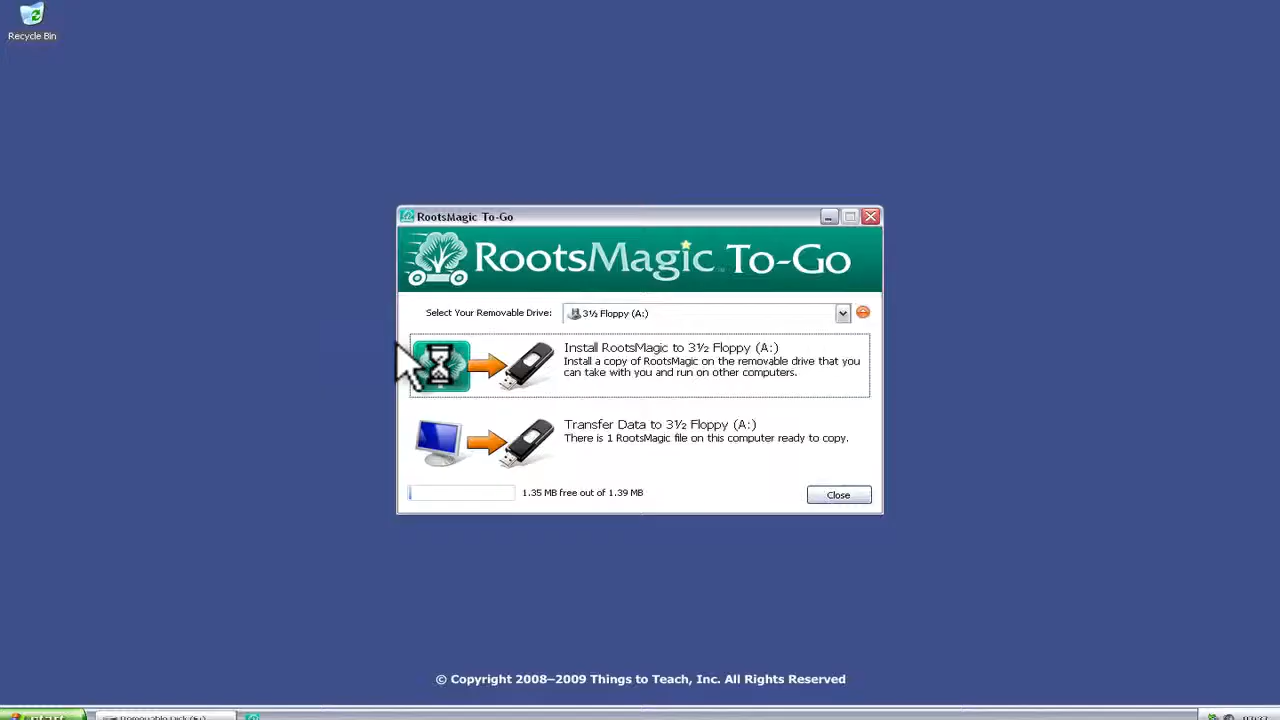 Recycle Bin
RootsMagic To-Go
RootsMagic To-Go
Select Your Removable Drive:
3½ Floppy (A:)
Install RootsMagic to 3½ Floppy (A:)
Install a copy of RootsMagic on the removable drive that you
can take with you and run on other computers.
Transfer Data to 3½ Floppy (A:)
There is 1 RootsMagic file on this computer ready to copy.
1.35 MB free out of 1.39 MB
Close
© Copyright 2008–2009 Things to Teach, Inc. All Rights Reserved
start
Removable Disk